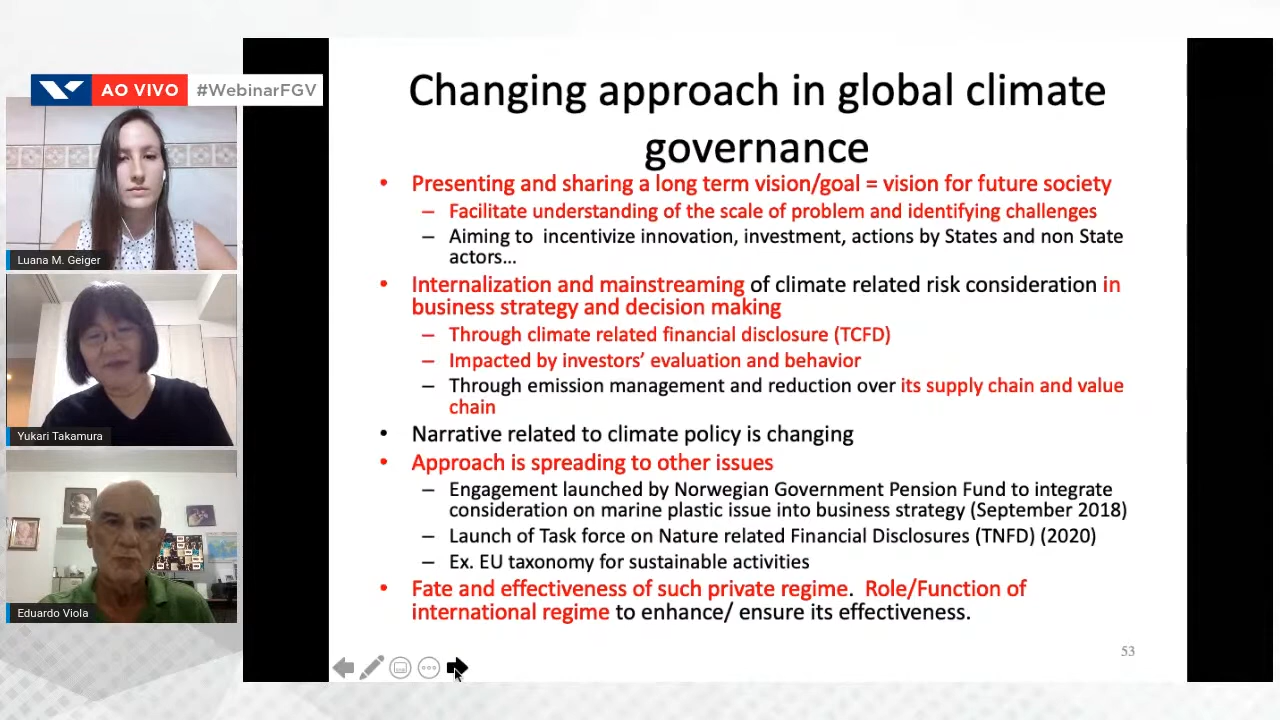 AO VIVO
#WebinarFGV
Luana M. Geiger
Yukari Takamura
Eduardo Viola
Changing approach in global climate
governance
• Presenting and sharing a long term vision/goal = vision for future society
– Facilitate understanding of the scale of problem and identifying challenges
– Aiming to incentivize innovation, investment, actions by States and non State
actors…
• Internalization and mainstreaming of climate related risk consideration in
business strategy and decision making
– Through climate related financial disclosure (TCFD)
– Impacted by investors’ evaluation and behavior
– Through emission management and reduction over its supply chain and value
chain
• Narrative related to climate policy is changing
• Approach is spreading to other issues
– Engagement launched by Norwegian Government Pension Fund to integrate
consideration on marine plastic issue into business strategy (September 2018)
– Launch of Task force on Nature related Financial Disclosures (TNFD) (2020)
– Ex. EU taxonomy for sustainable activities
• Fate and effectiveness of such private regime. Role/Function of
international regime to enhance/ ensure its effectiveness.
53